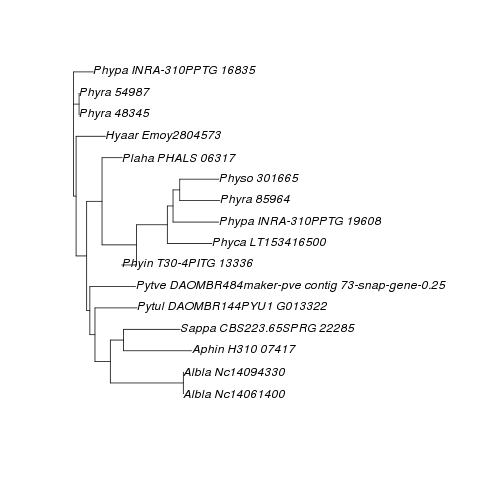 Phypa INRA-310PPTG 16835
Phyra 54987
Phyra 48345
Hyaar Emoy2804573
Plaha PHALS 06317
Physo 301665
Phyra 85964
Phypa INRA-310PPTG 19608
Phyca LT153416500
Phyin T30-4PITG 13336
Pytve DAOMBR484maker-pve contig 73-snap-gene-0.25
Pytul DAOMBR144PYU1 G013322
Sappa CBS223.65SPRG 22285
Aphin H310 07417
Albla Nc14094330
Albla Nc14061400